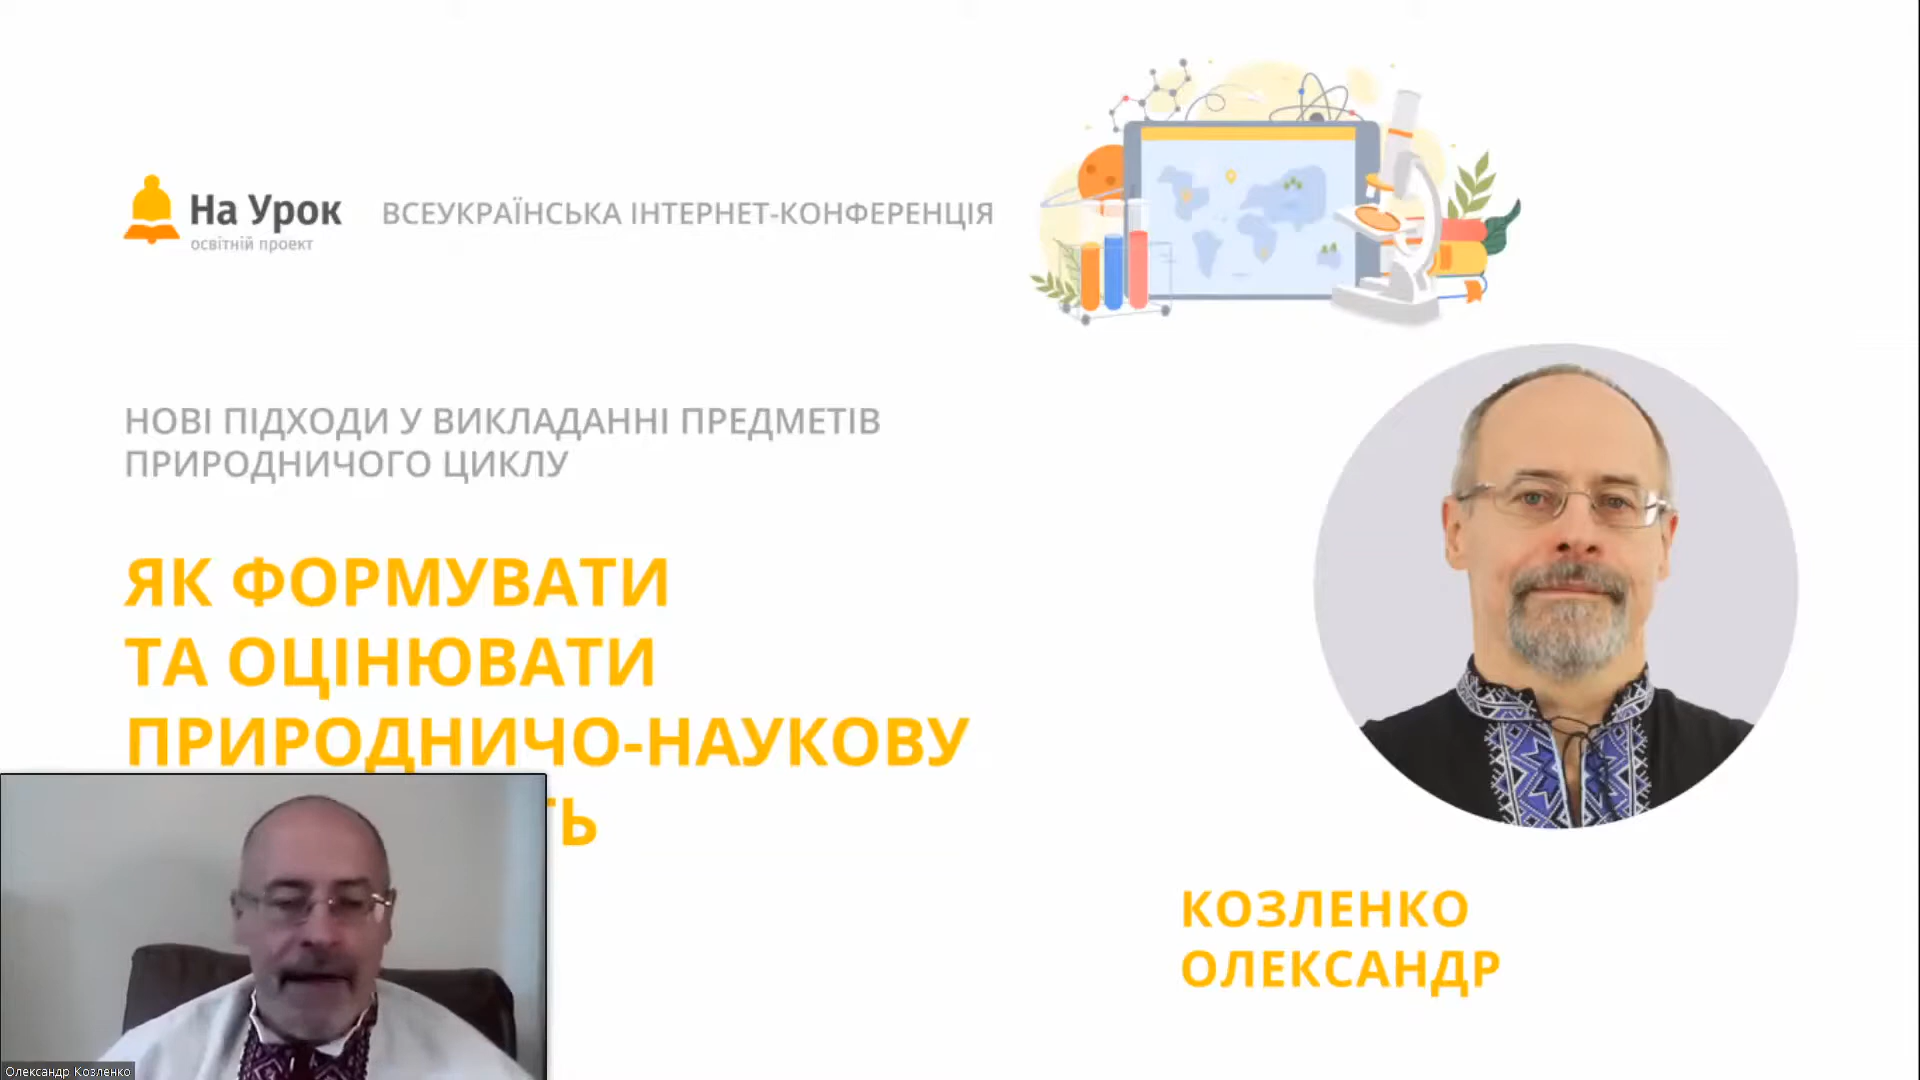 На Урок
освітній проект
ВСЕУКРАЇНСЬКА ІНТЕРНЕТ-КОНФЕРЕНЦІЯ
НОВІ ПІДХОДИ У ВИКЛАДАННІ ПРЕДМЕТІВ
ПРИРОДНИЧОГО ЦИКЛУ
ЯК ФОРМУВАТИ
ТА ОЦІНЮВАТИ
ПРИРОДНИЧО-НАУКОВУ
КОЗЛЕНКО
ОЛЕКСАНДР
Олександр Козленко